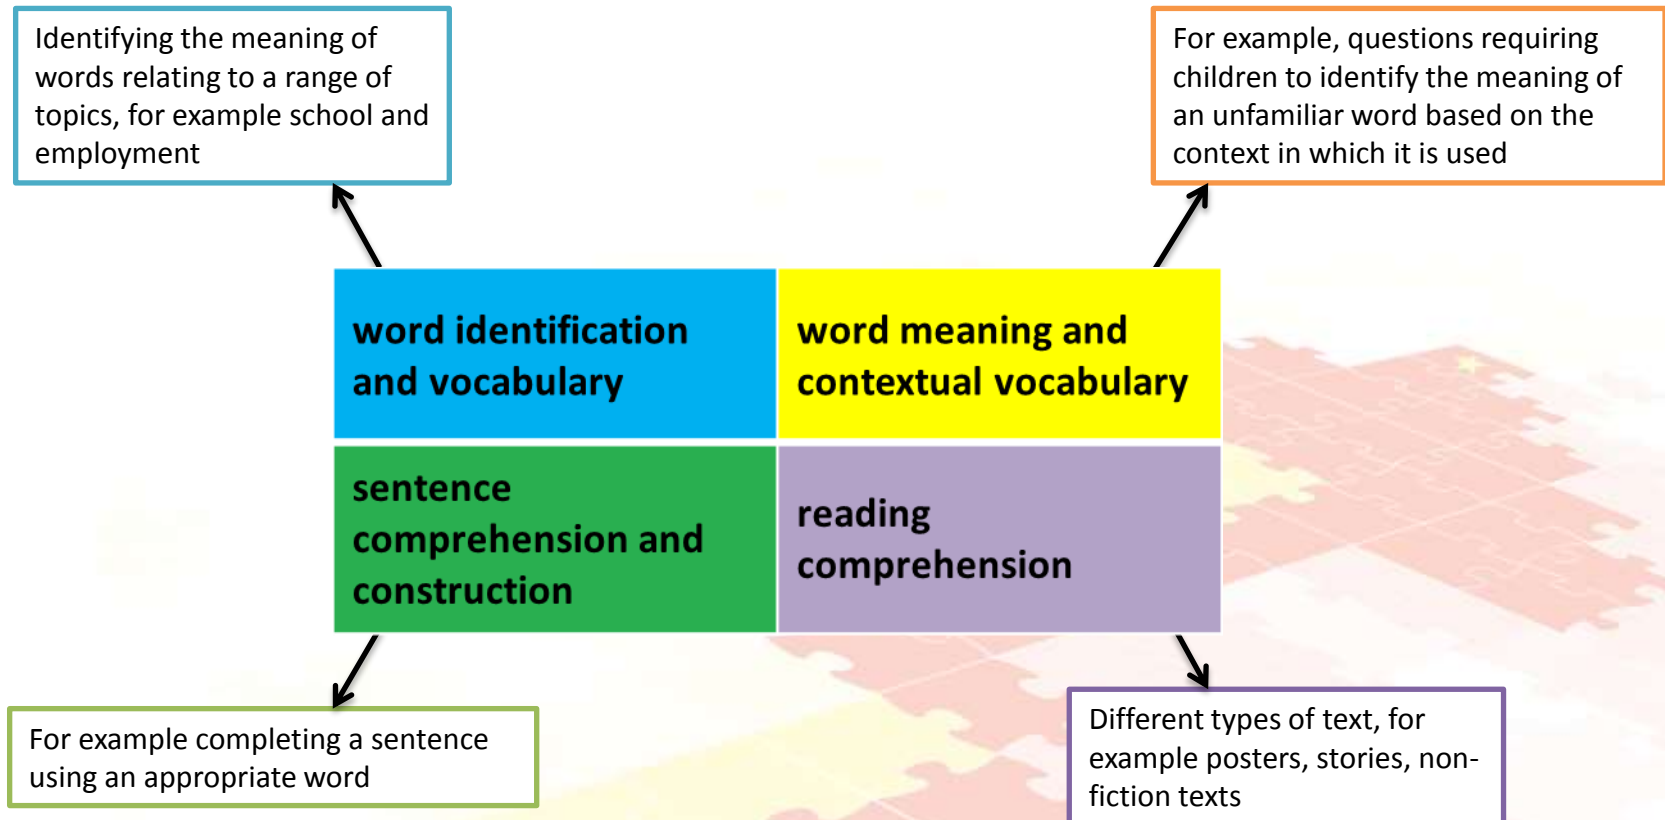 Identifying the meaning of
words relating to a range of
topics, for example school and
employment
For example, questions requiring
children to identify the meaning of
an unfamiliar word based on the
context in which it is used
word identification
and vocabulary
word meaning and
contextual vocabulary
sentence
comprehension and
construction
reading
comprehension
For example completing a sentence
using an appropriate word
Different types of text, for
example posters, stories, non-
fiction texts